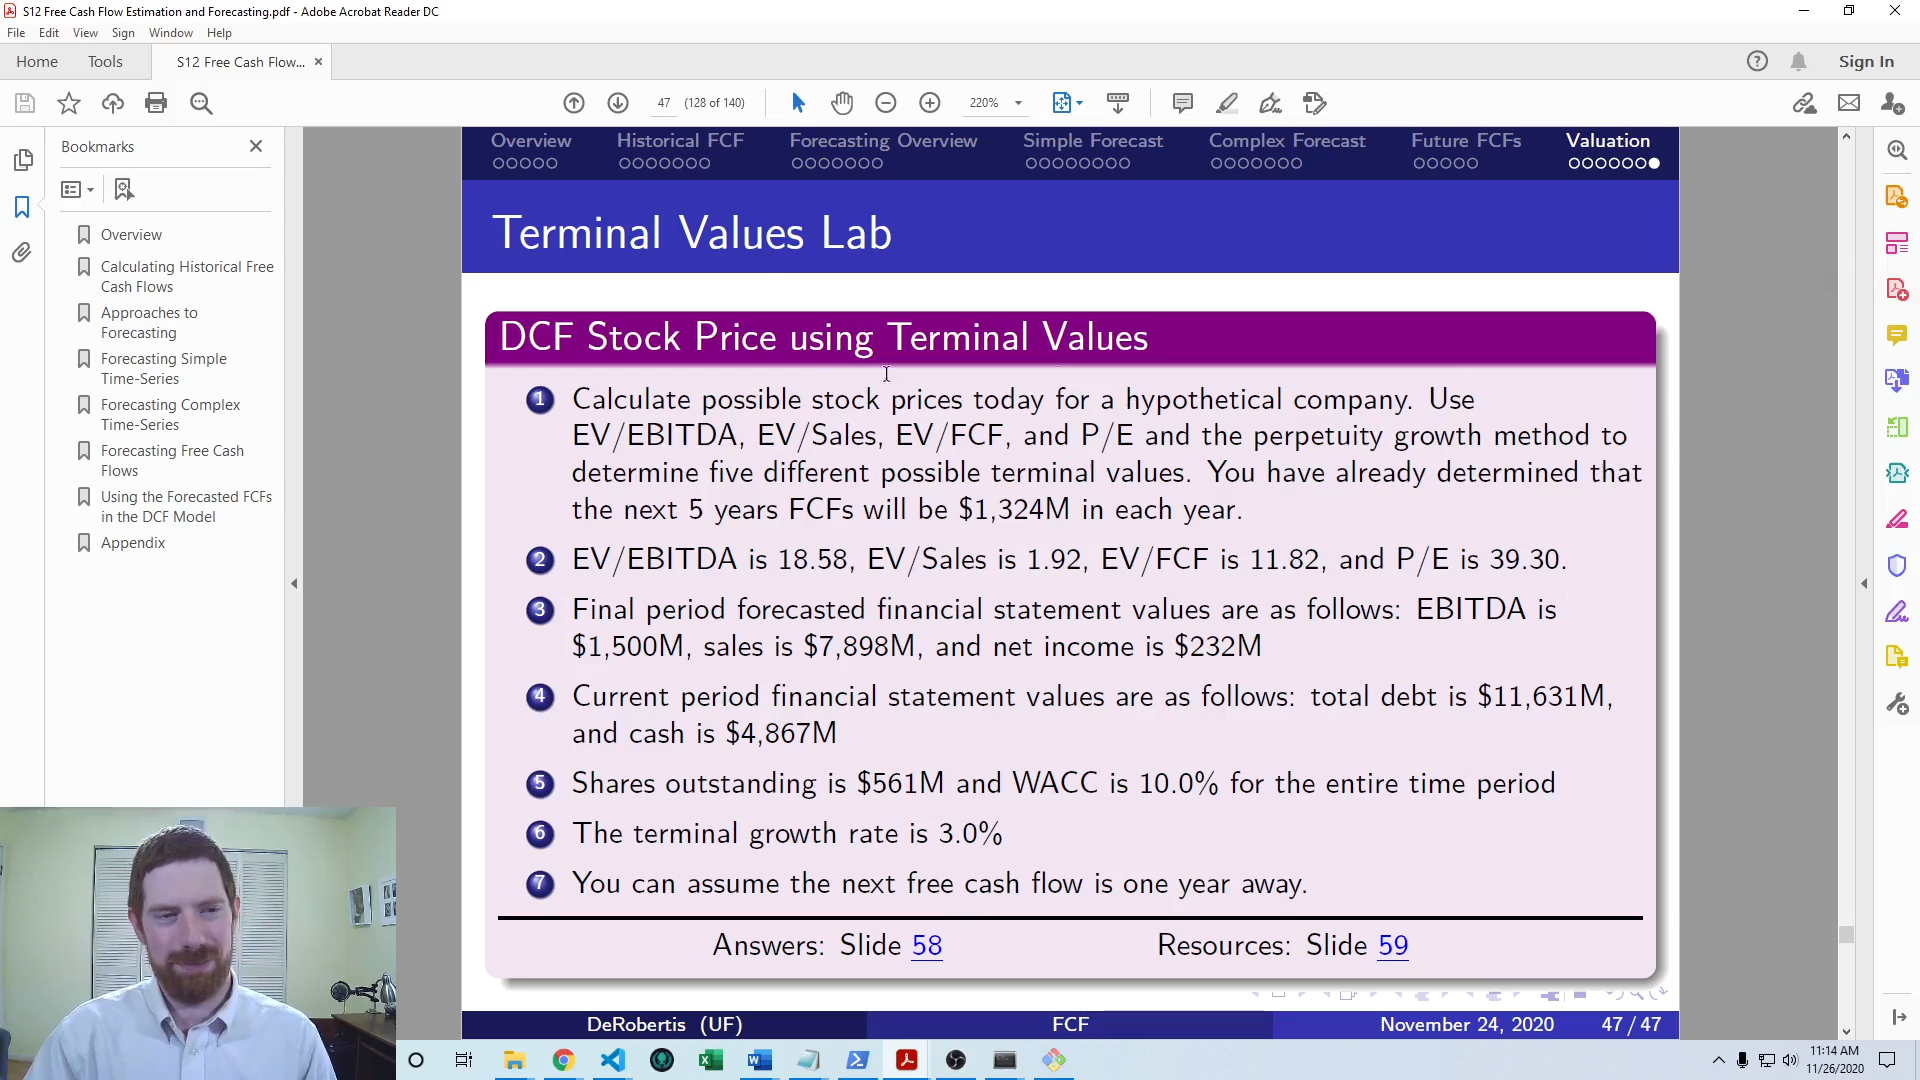 S12 Free Cash Flow Estimation and Forecasting.pdf - Adobe Acrobat Reader DC
File Edit View Sign Window Help
Home Tools S12 Free Cash Flow... × Sign In
47 (128 of 140) 220%
Bookmarks
Overview
Calculating Historical Free
Cash Flows
Approaches to
Forecasting
Forecasting Simple
Time-Series
Forecasting Complex
Time-Series
Forecasting Free Cash
Flows
Using the Forecasted FCFs
in the DCF Model
Appendix
Overview Historical FCF Forecasting Overview Simple Forecast Complex Forecast Future FCFs Valuation
Terminal Values Lab
DCF Stock Price using Terminal Values
1 Calculate possible stock prices today for a hypothetical company. Use
EV/EBITDA, EV/Sales, EV/FCF, and P/E and the perpetuity growth method to
determine five different possible terminal values. You have already determined that
the next 5 years FCFs will be $1,324M in each year.
2 EV/EBITDA is 18.58, EV/Sales is 1.92, EV/FCF is 11.82, and P/E is 39.30.
3 Final period forecasted financial statement values are as follows: EBITDA is
$1,500M, sales is $7,898M, and net income is $232M
4 Current period financial statement values are as follows: total debt is $11,631M,
and cash is $4,867M
5 Shares outstanding is $561M and WACC is 10.0% for the entire time period
6 The terminal growth rate is 3.0%
7 You can assume the next free cash flow is one year away.
Answers: Slide 58 Resources: Slide 59
DeRobertis (UF) FCF November 24, 2020 47 / 47
11:14 AM
11/26/2020